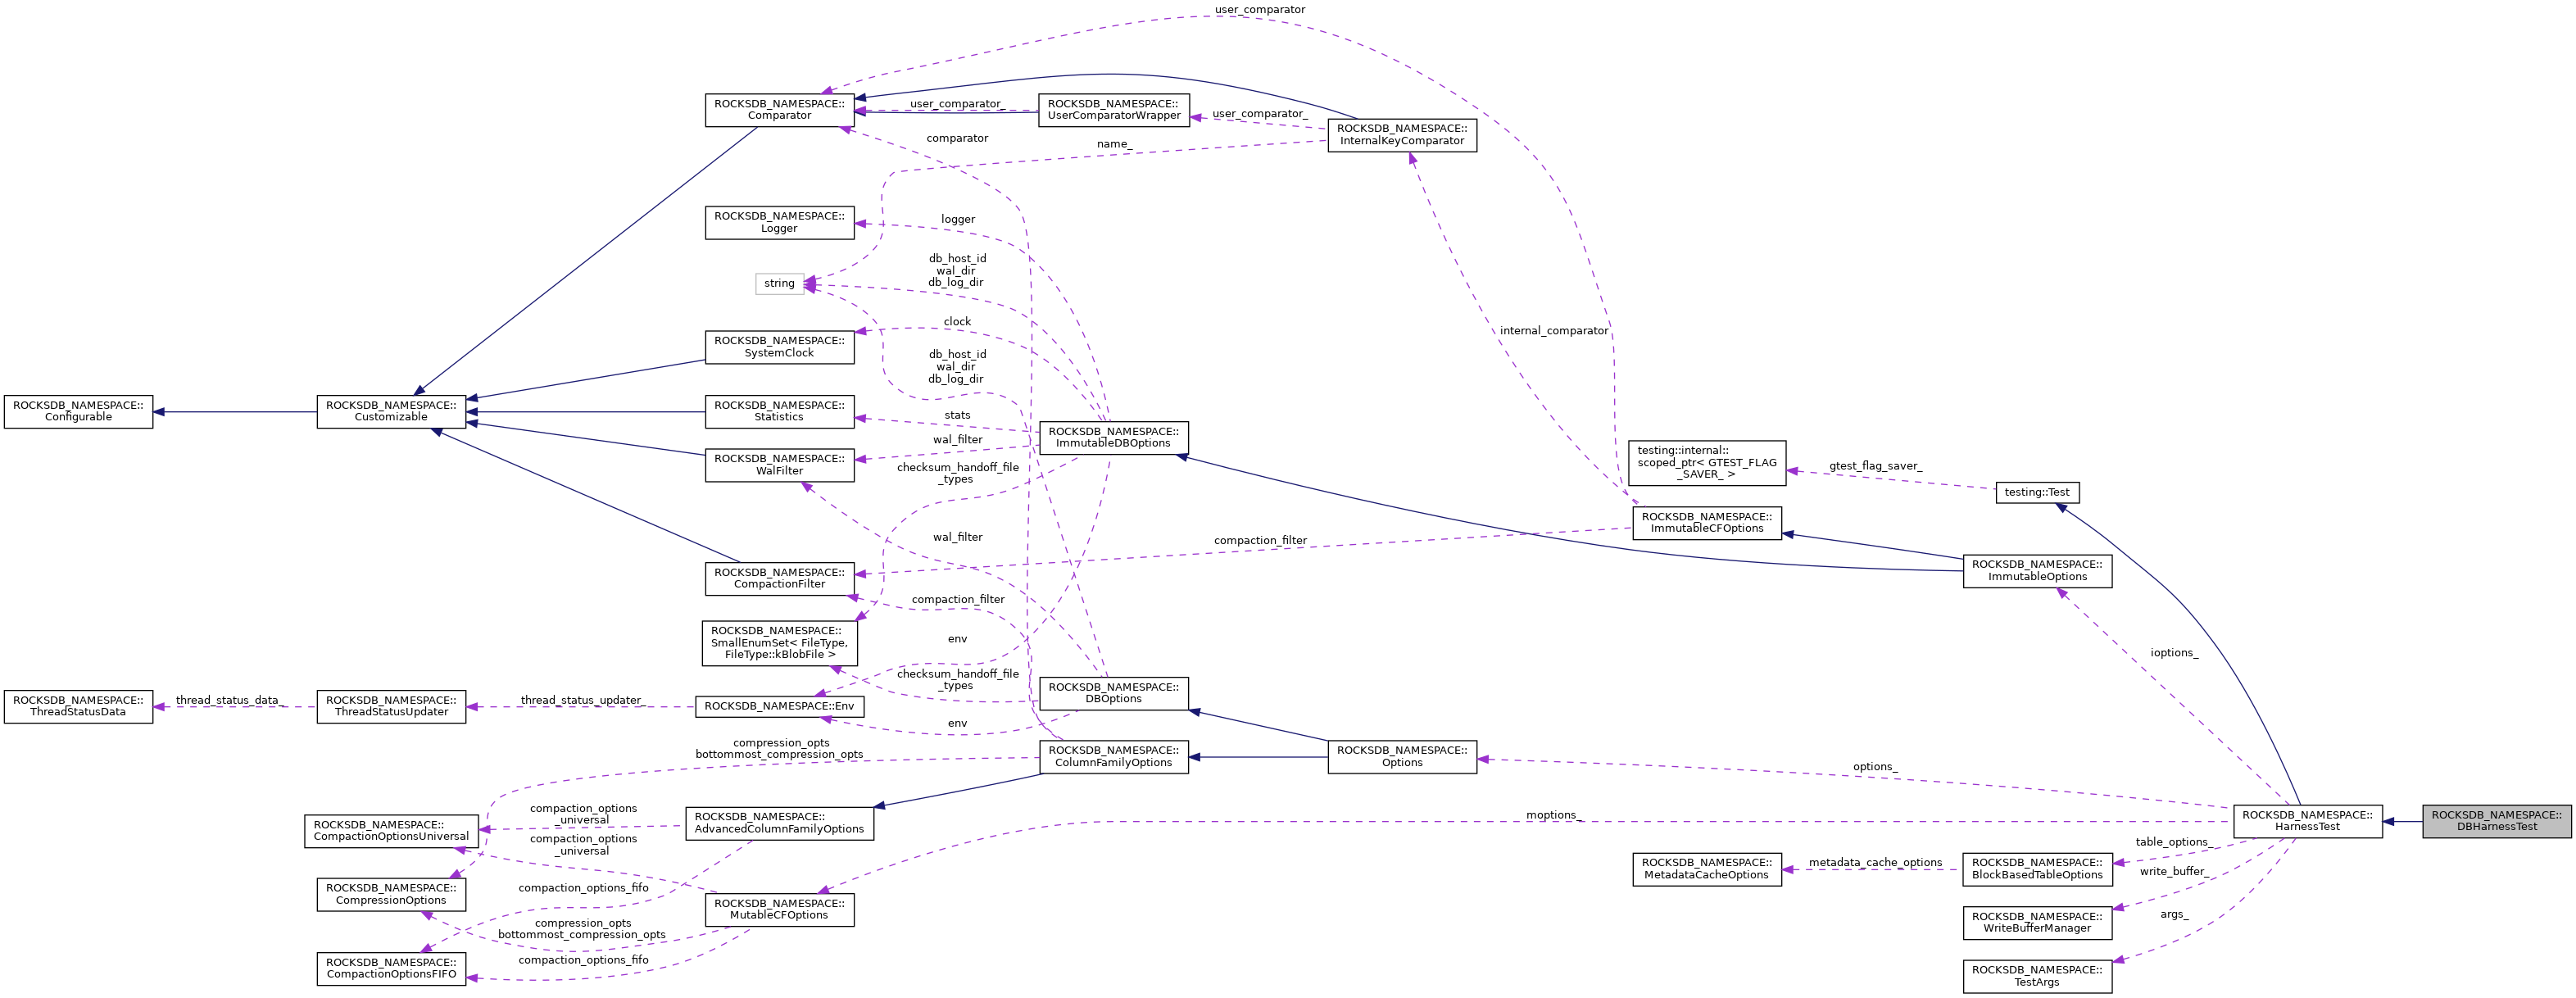 user_comparator
ROCKSDB_NAMESPACE::
Comparator
user_comparator_
ROCKSDB_NAMESPACE::
UserComparatorWrapper
user_comparator_
ROCKSDB_NAMESPACE::
InternalKeyComparator
comparator
name_
ROCKSDB_NAMESPACE::
Logger
logger
string
db_host_id
wal_dir
db_log_dir
ROCKSDB_NAMESPACE::
SystemClock
clock
internal_comparator
db_host_id
wal_dir
db_log_dir
ROCKSDB_NAMESPACE::
Configurable
ROCKSDB_NAMESPACE::
Customizable
ROCKSDB_NAMESPACE::
Statistics
stats
ROCKSDB_NAMESPACE::
ImmutableDBOptions
wal_filter
ROCKSDB_NAMESPACE::
WalFilter
checksum_handoff_file
_types
testing::internal::
scoped_ptr< GTEST_FLAG
_SAVER_ >
gtest_flag_saver_
testing::Test
ROCKSDB_NAMESPACE::
ImmutableCFOptions
wal_filter
compaction_filter
ROCKSDB_NAMESPACE::
CompactionFilter
ROCKSDB_NAMESPACE::
ImmutableOptions
compaction_filter
ROCKSDB_NAMESPACE::
SmallEnumSet< FileType,
FileType::kBlobFile >
env
ioptions_
checksum_handoff_file
_types
ROCKSDB_NAMESPACE::
DBOptions
ROCKSDB_NAMESPACE::
ThreadStatusData
thread_status_data_
ROCKSDB_NAMESPACE::
ThreadStatusUpdater
thread_status_updater_
ROCKSDB_NAMESPACE::Env
env
compression_opts
bottommost_compression_opts
ROCKSDB_NAMESPACE::
ColumnFamilyOptions
ROCKSDB_NAMESPACE::
Options
options_
compaction_options
_universal
ROCKSDB_NAMESPACE::
AdvancedColumnFamilyOptions
moptions_
ROCKSDB_NAMESPACE::
HarnessTest
ROCKSDB_NAMESPACE::
DBHarnessTest
ROCKSDB_NAMESPACE::
CompactionOptionsUniversal
compaction_options
_universal
table_options_
metadata_cache_options
ROCKSDB_NAMESPACE::
MetadataCacheOptions
ROCKSDB_NAMESPACE::
BlockBasedTableOptions
write_buffer_
ROCKSDB_NAMESPACE::
CompressionOptions
compaction_options_fifo
ROCKSDB_NAMESPACE::
MutableCFOptions
ROCKSDB_NAMESPACE::
WriteBufferManager
args_
compression_opts
bottommost_compression_opts
ROCKSDB_NAMESPACE::
CompactionOptionsFIFO
compaction_options_fifo
ROCKSDB_NAMESPACE::
TestArgs